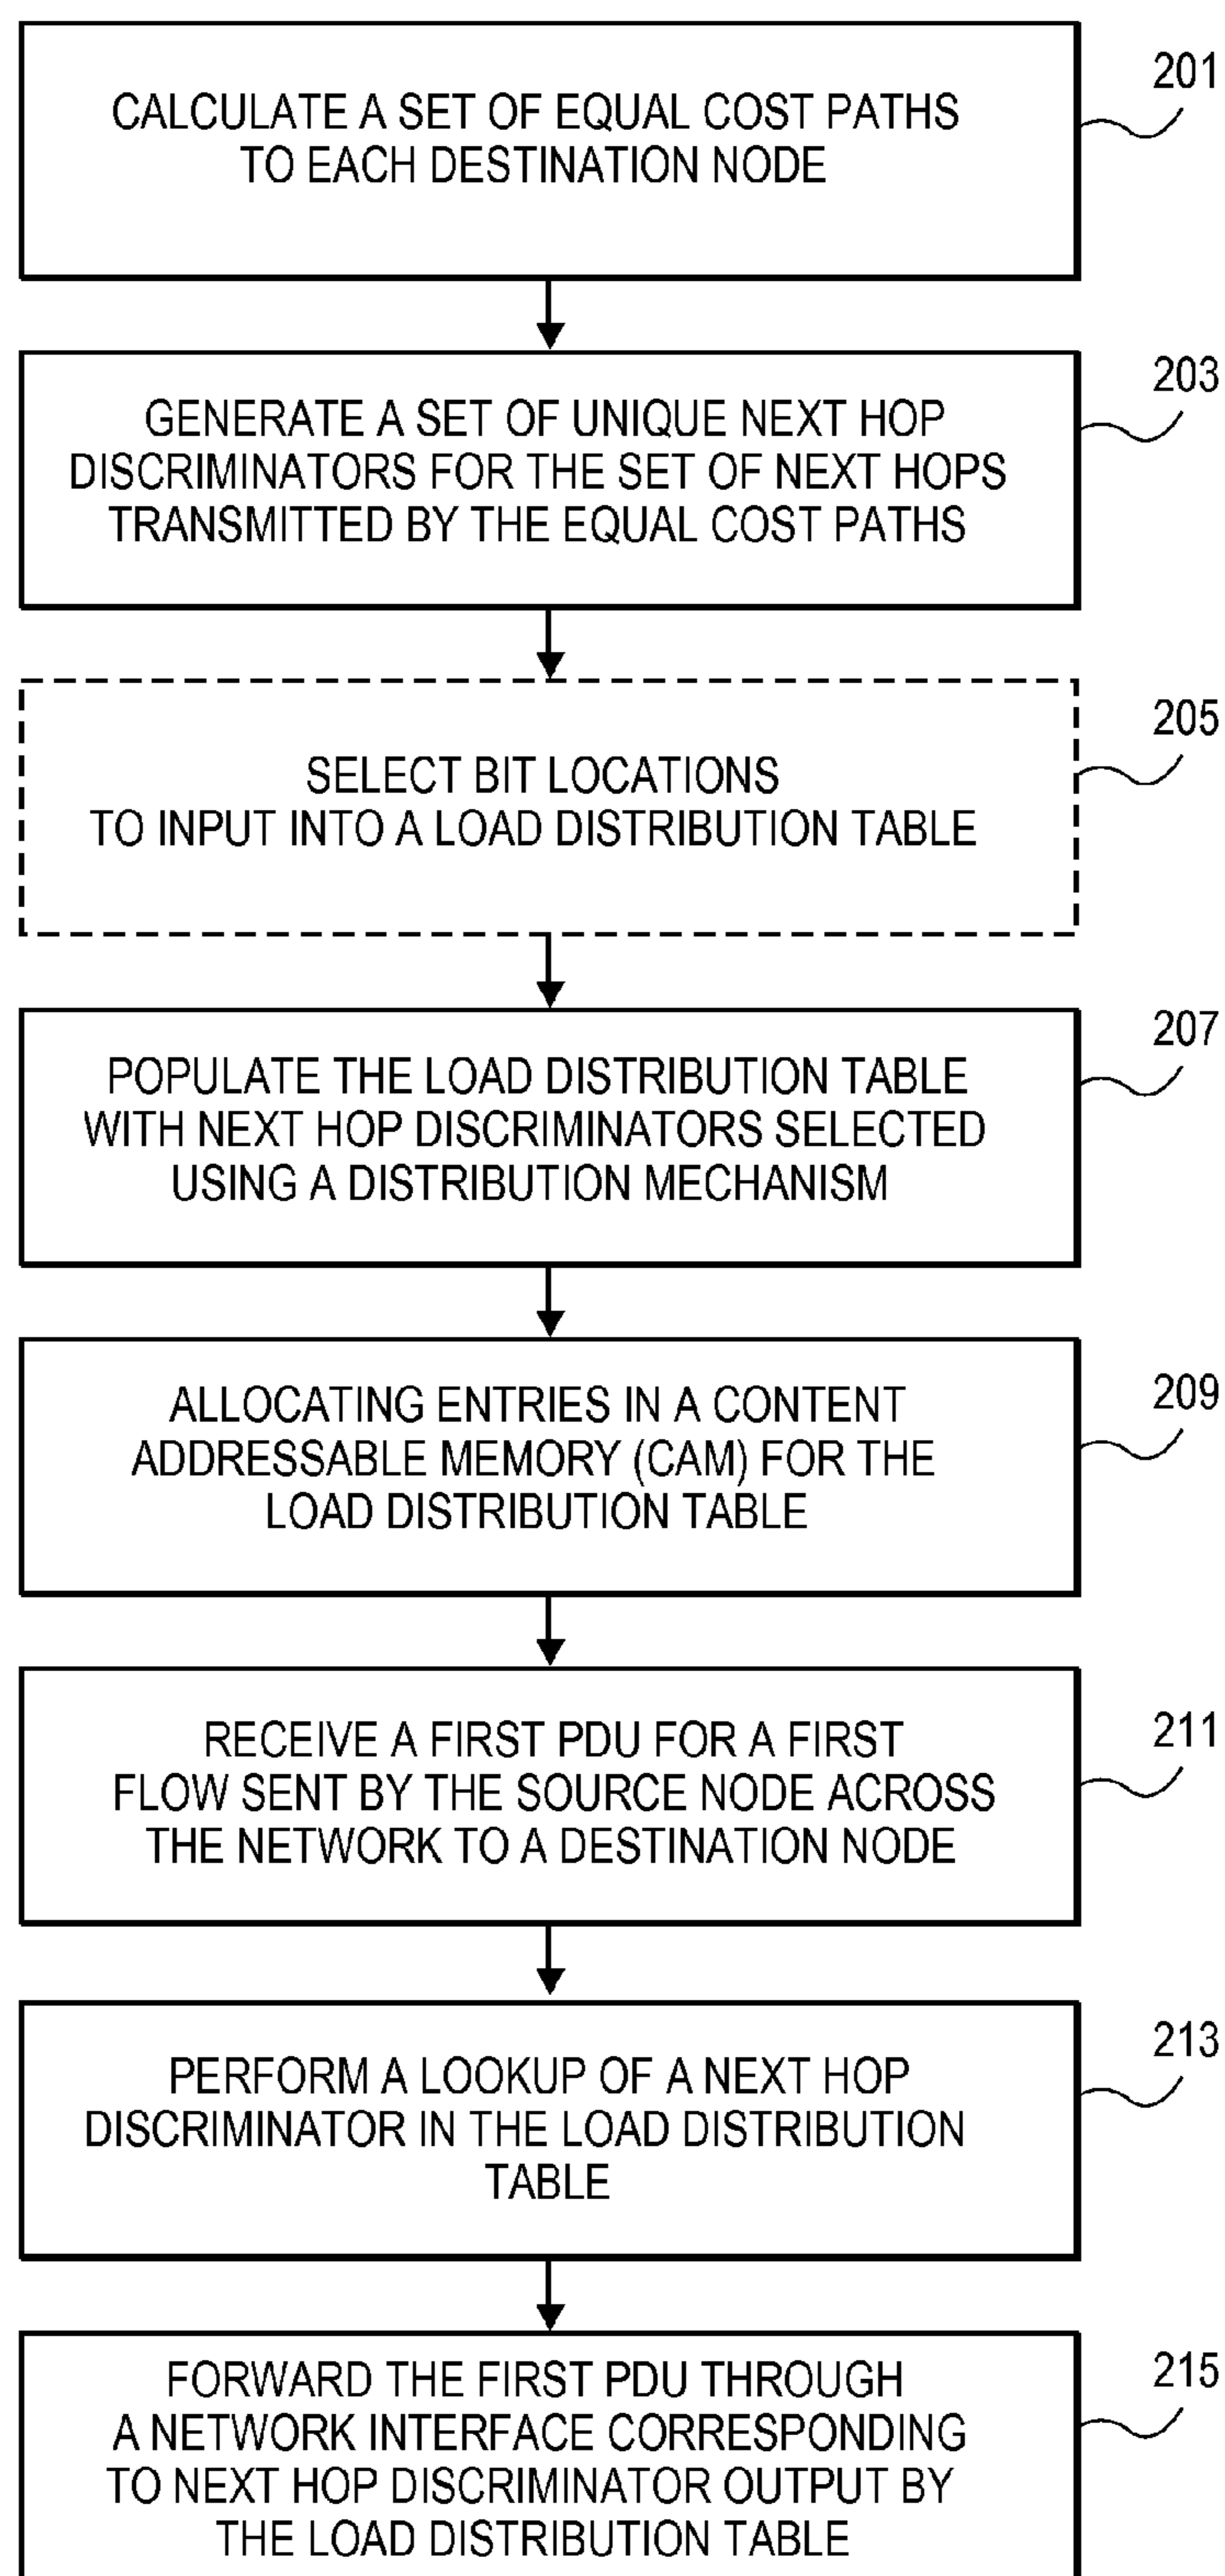 CALCULATE A SET OF EQUAL COST PATHS
TO EACH DESTINATION NODE
201
GENERATE A SET OF UNIQUE NEXT HOP
DISCRIMINATORS FOR THE SET OF NEXT HOPS
TRANSMITTED BY THE EQUAL COST PATHS
203
SELECT BIT LOCATIONS
TO INPUT INTO A LOAD DISTRIBUTION TABLE
205
POPULATE THE LOAD DISTRIBUTION TABLE
WITH NEXT HOP DISCRIMINATORS SELECTED
USING A DISTRIBUTION MECHANISM
207
ALLOCATING ENTRIES IN A CONTENT
ADDRESSABLE MEMORY (CAM) FOR THE
LOAD DISTRIBUTION TABLE
209
RECEIVE A FIRST PDU FOR A FIRST
FLOW SENT BY THE SOURCE NODE ACROSS
THE NETWORK TO A DESTINATION NODE
211
PERFORM A LOOKUP OF A NEXT HOP
DISCRIMINATOR IN THE LOAD DISTRIBUTION
TABLE
213
FORWARD THE FIRST PDU THROUGH
A NETWORK INTERFACE CORRESPONDING
TO NEXT HOP DISCRIMINATOR OUTPUT BY
THE LOAD DISTRIBUTION TABLE
215